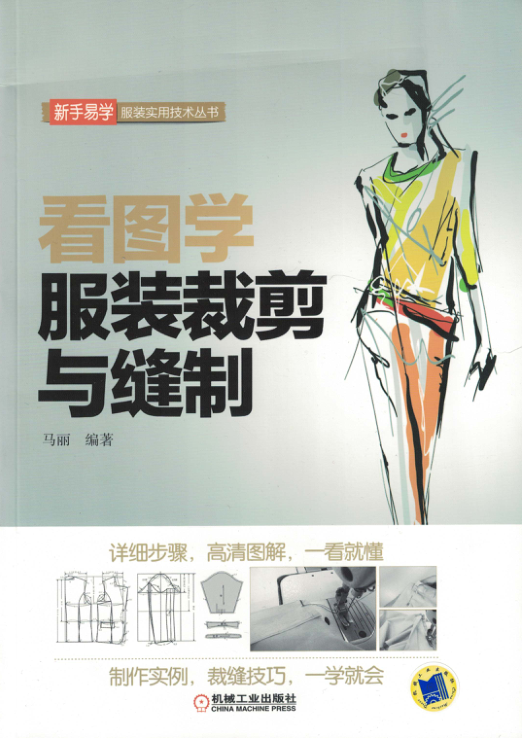 新手易学 服装实用技术丛书
看图学
服装裁剪
与缝制
马丽 编著
详细步骤，高清图解，一看就懂
制作实例，裁缝技巧，一学就会
机械工业出版社
CHINA MACHINE PRESS